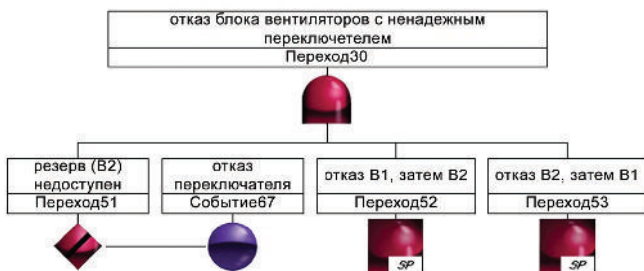 отказ блока вентиляторов с ненадежным
переключетелем
Переход30
резерв (В2)
недоступен
Переход51
отказ
переключателя
Событие67
отказ В1, затем В2
Переход52
отказ В2, затем В1
Переход53
SP
SP